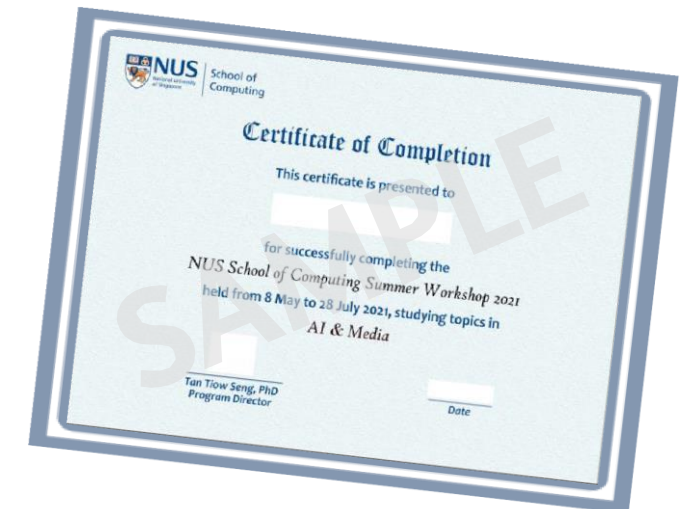 NUS
National University
of Singapore
School of
Computing
Certificate of Completion
This certificate is presented to
for successfully completing the
NUS School of Computing Summer Workshop 2021
held from 8 May to 28 July 2021, studying topics in
AI & Media
SAMPLE
Tan Tiow Seng, PhD
Program Director
Date